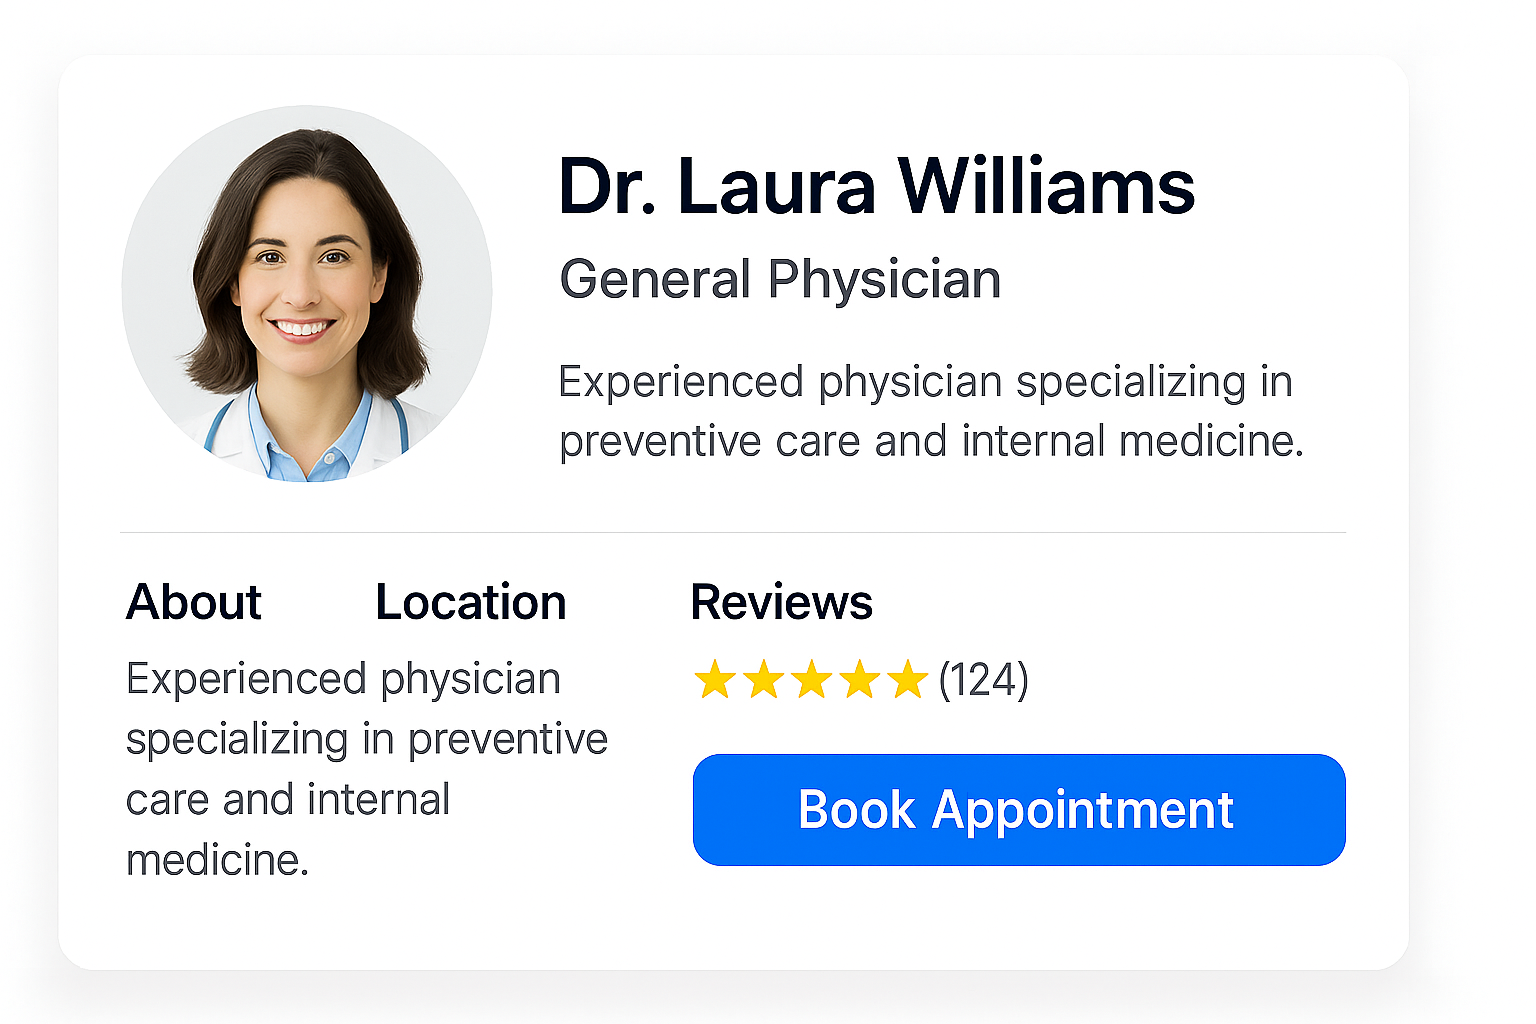 Dr. Laura Williams
General Physician
Experienced physician specializing in
preventive care and internal medicine.
About
Location
Reviews
Experienced physician
specializing in preventive
care and internal
medicine.
(124)
Book Appointment